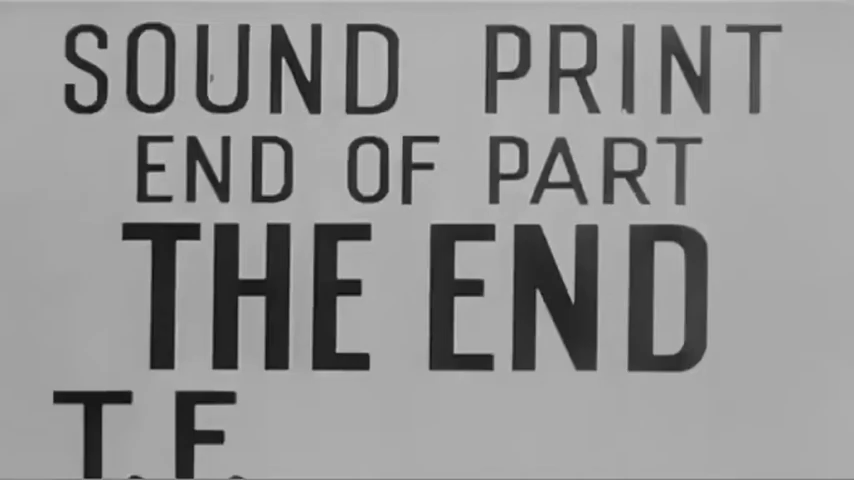 SOUND PRINT
END OF PART
THE END
T.F.